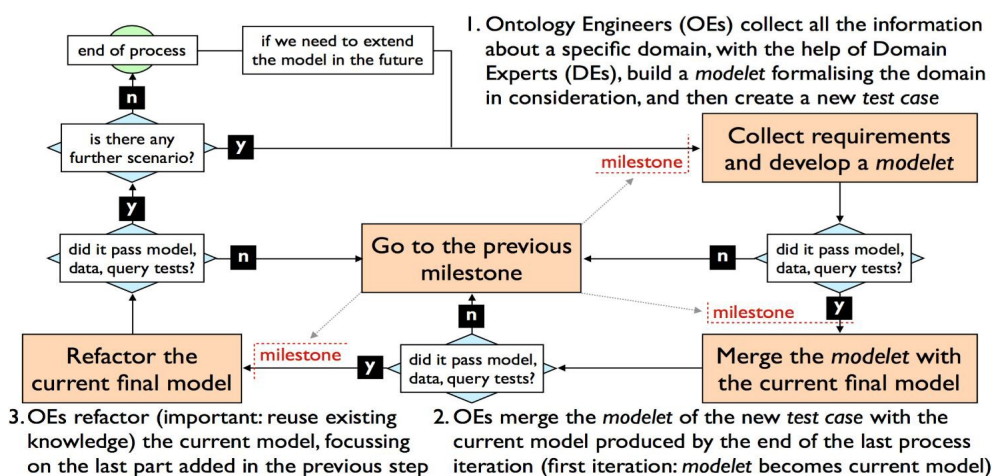 end of process
if we need to extend
the model in the future
1. Ontology Engineers (OEs) collect all the information
about a specific domain, with the help of Domain
Experts (DEs), build a modelet formalising the domain
in consideration, and then create a new test case
n
is there any
further scenario?
y
milestone
Collect requirements
and develop a modelet
y
did it pass model,
data, query tests?
n
Go to the previous
milestone
n
did it pass model,
data, query tests?
y
milestone
n
Refactor the
current final model
milestone
y
did it pass model,
data, query tests?
Merge the modelet with
the current final model
3. OEs refactor (important: reuse existing
knowledge) the current model, focussing
on the last part added in the previous step
2. OEs merge the modelet of the new test case with the
current model produced by the end of the last process
iteration (first iteration: modelet becomes current model)